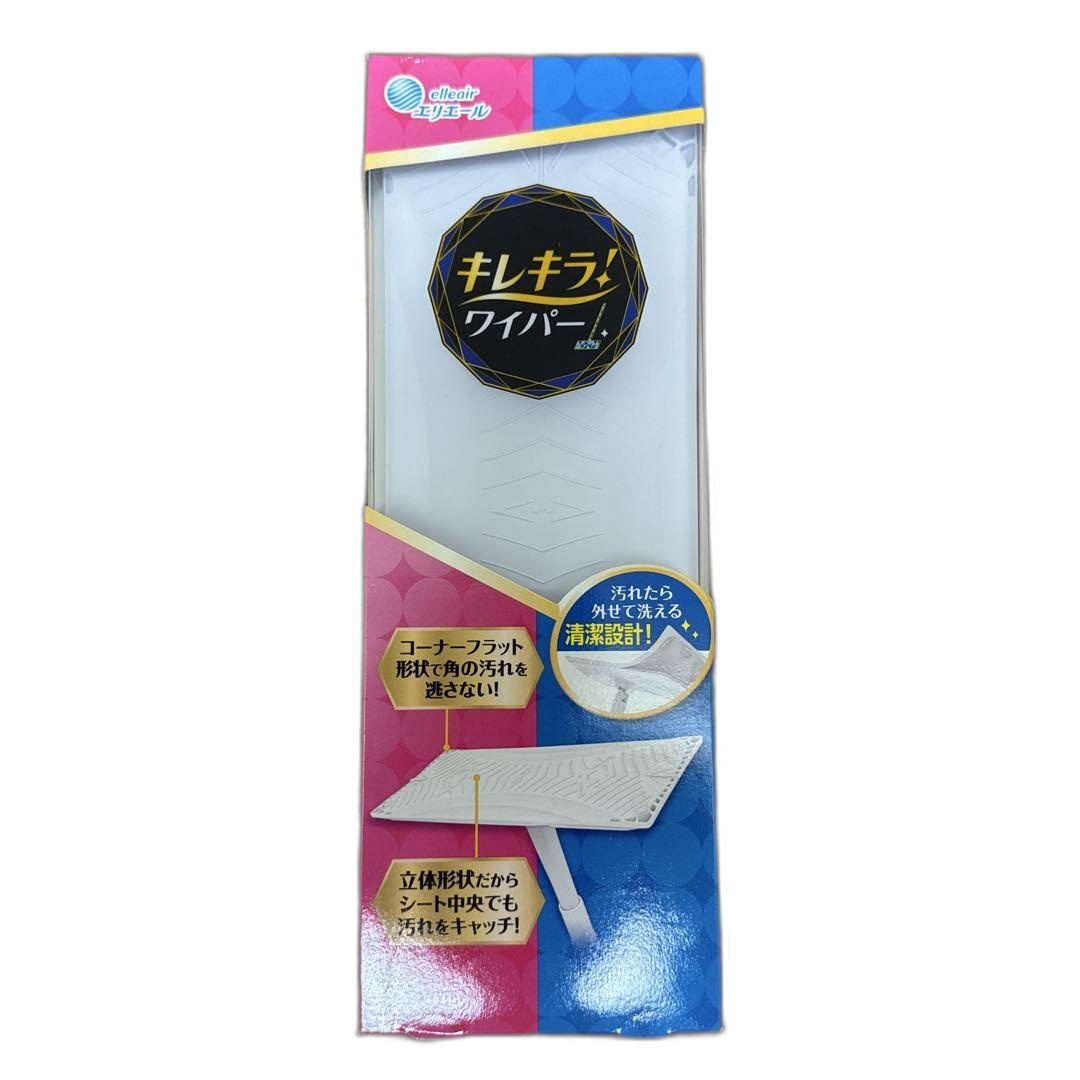 elleair
エリエール
キレキラ!
ワイパー
汚れたら
外せて洗える
清潔設計!
コーナーフラット
形状で角の汚れを
逃さない!
立体形状だから
シート中央でも
汚れをキャッチ!